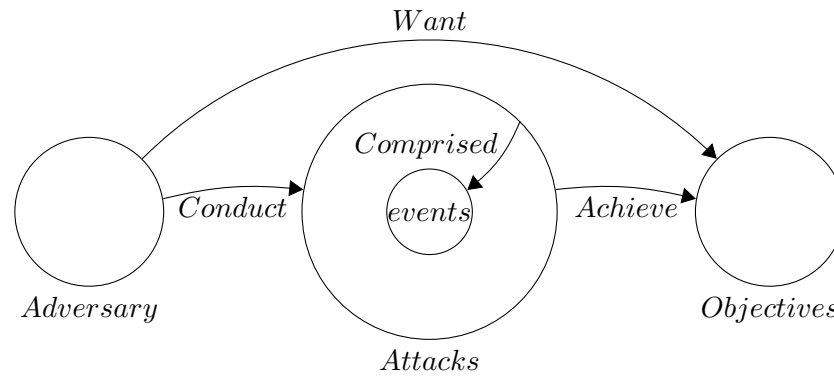 Want
Comprised
Conduct
events
Achieve
Adversary
Objectives
Attacks